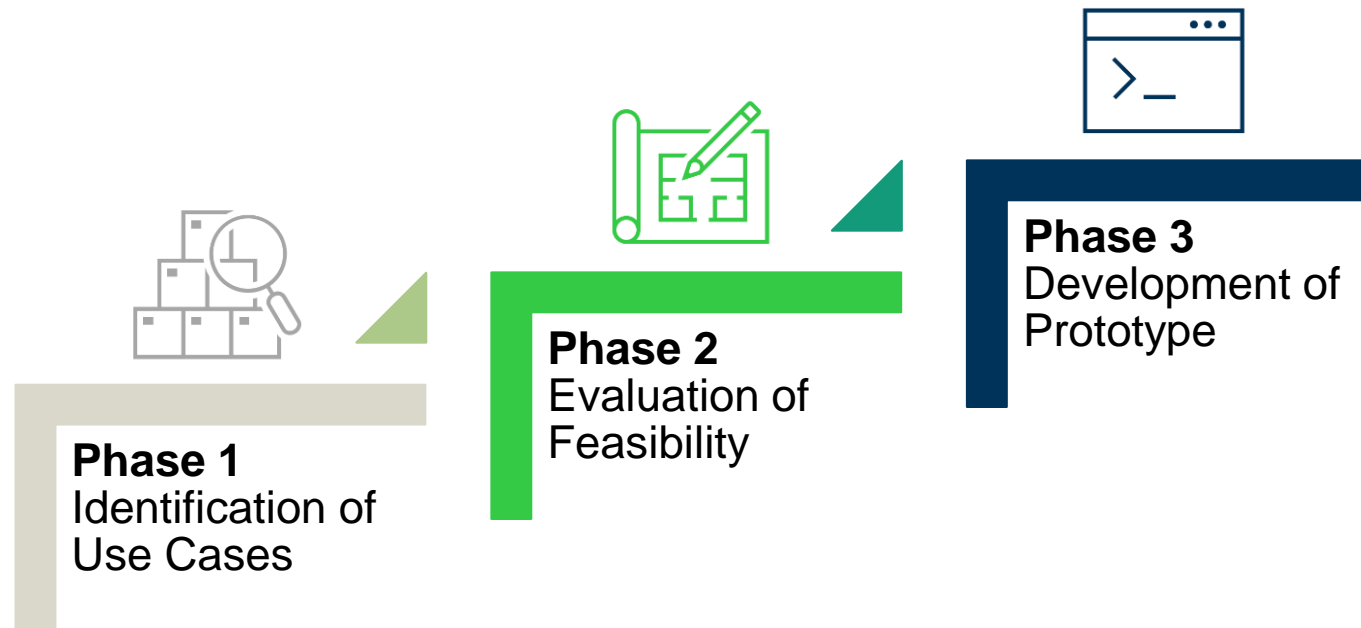 Phase 1
Identification of
Use Cases
Phase 2
Evaluation of
Feasibility
Phase 3
Development of
Prototype